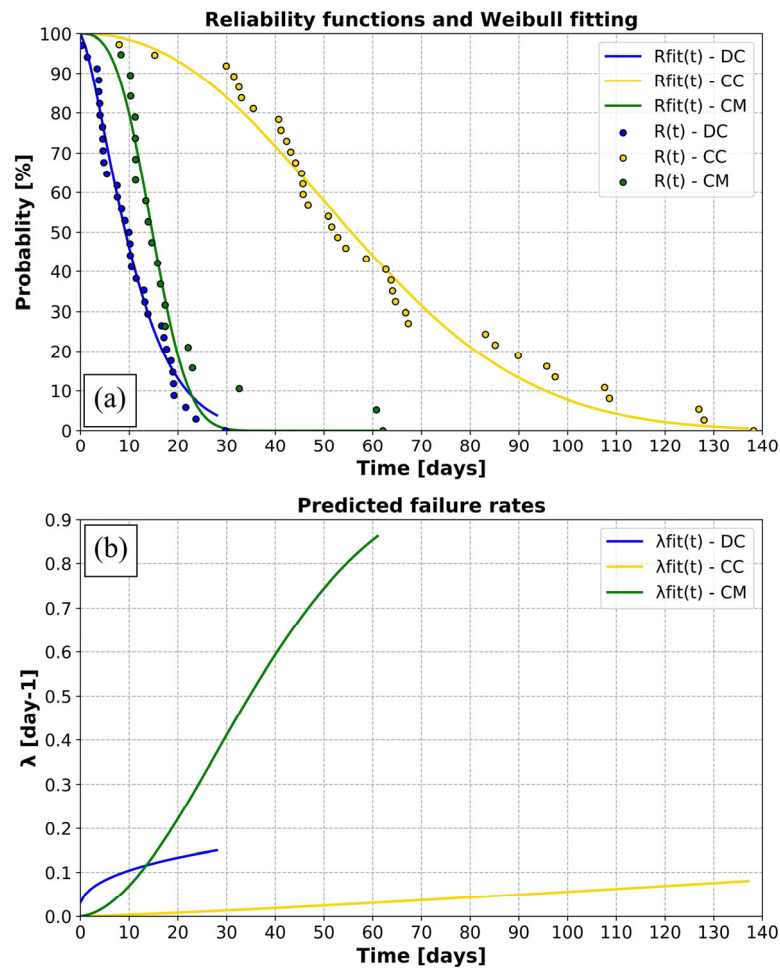 Reliability functions and Weibull fitting
100
90
80
70
60
50
40
30
20
10
0
Probablity [%]
Rfit(t) - DC
Rfit(t) - CC
Rfit(t) - CM
R(t) - DC
R(t) - CC
R(t) - CM
(a)
0 10 20 30 40 50 60 70 80 90 100 110 120 130 140
Time [days]
Predicted failure rates
0.9
0.8
0.7
0.6
0.5
0.4
0.3
0.2
0.1
0.0
λ [day-1]
(b)
λfit(t) - DC
λfit(t) - CC
λfit(t) - CM
0 10 20 30 40 50 60 70 80 90 100 110 120 130 140
Time [days]